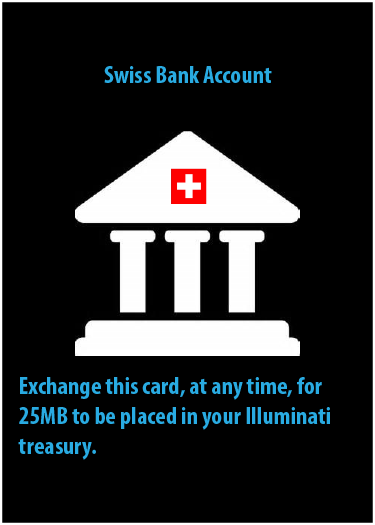 Swiss Bank Account
Exchange this card, at any time, for
25MB to be placed in your Illuminati
treasury.